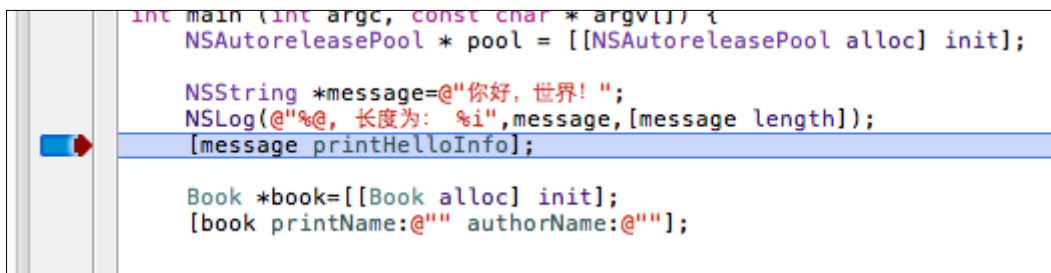 int main (int argc, const char * argv[]) {
NSAutoreleasePool * pool = [[NSAutoreleasePool alloc] init];
NSString *message=@"你好，世界！";
NSLog(@"%@, 长度为： %i",message,[message length]);
[message printHelloInfo];
Book *book=[[Book alloc] init];
[book printName:@"" authorName:@""];